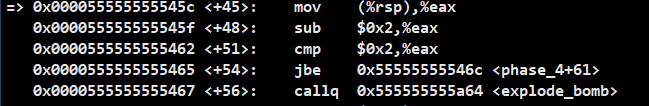 => 0x000055555555545c <+45>: mov (%rsp),%eax
0x000055555555545f <+48>: sub $0x2,%eax
0x0000555555555462 <+51>: cmp $0x2,%eax
0x0000555555555465 <+54>: jbe 0x55555555546c <phase_4+61>
0x0000555555555467 <+56>: callq 0x555555555a64 <explode_bomb>